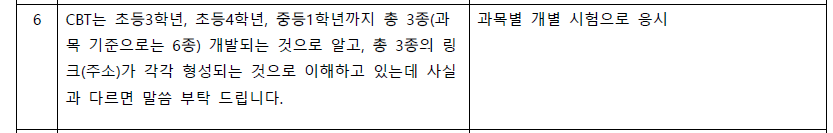 6
CBT는 초등3학년, 초등4학년, 중등1학년까지 총 3종(과
목 기준으로는 6종) 개발되는 것으로 알고, 총 3종의 링
크(주소)가 각각 형성되는 것으로 이해하고 있는데 사실
과 다르면 말씀 부탁 드립니다.
과목별 개별 시험으로 응시